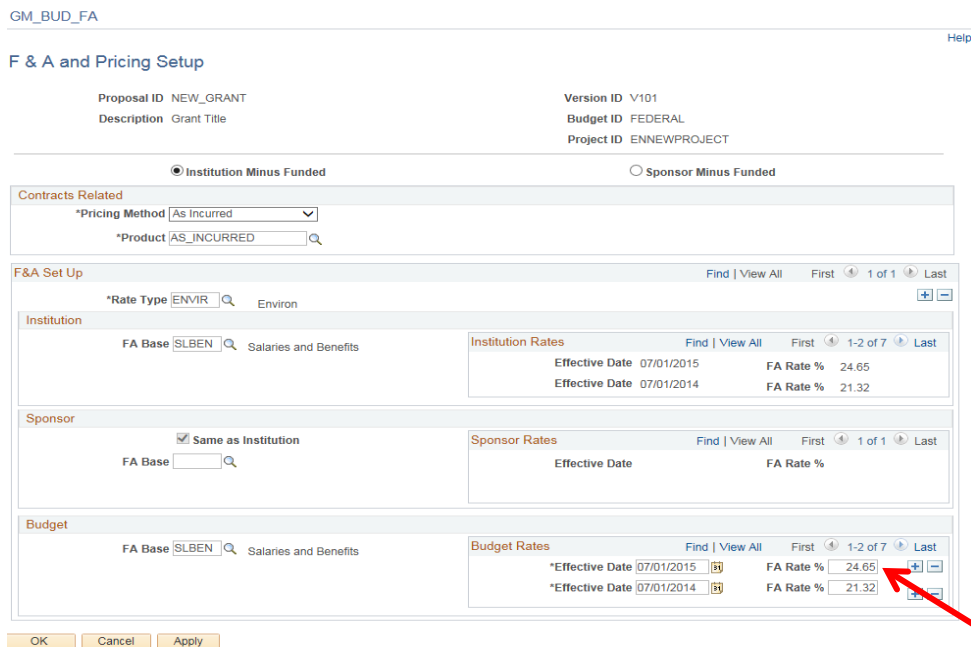 GM_BUD_FA
Help
F & A and Pricing Setup
Proposal ID NEW_GRANT Version ID V101
Description Grant Title Budget ID FEDERAL
Project ID ENNEWPROJECT
Institution Minus Funded Sponsor Minus Funded
Contracts Related
*Pricing Method As Incurred
*Product AS_INCURRED
F&A Set Up Find | View All First 1 of 1 Last
*Rate Type ENVIR Environ
Institution
FA Base SLBEN Salaries and Benefits Institution Rates Find | View All First 1-2 of 7 Last
Effective Date 07/01/2015 FA Rate % 24.65
Effective Date 07/01/2014 FA Rate % 21.32
Sponsor
Same as Institution Sponsor Rates Find | View All First 1 of 1 Last
FA Base Effective Date FA Rate %
Budget
FA Base SLBEN Salaries and Benefits Budget Rates Find | View All First 1-2 of 7 Last
*Effective Date 07/01/2015 31 FA Rate % 24.65
*Effective Date 07/01/2014 31 FA Rate % 21.32
OK Cancel Apply